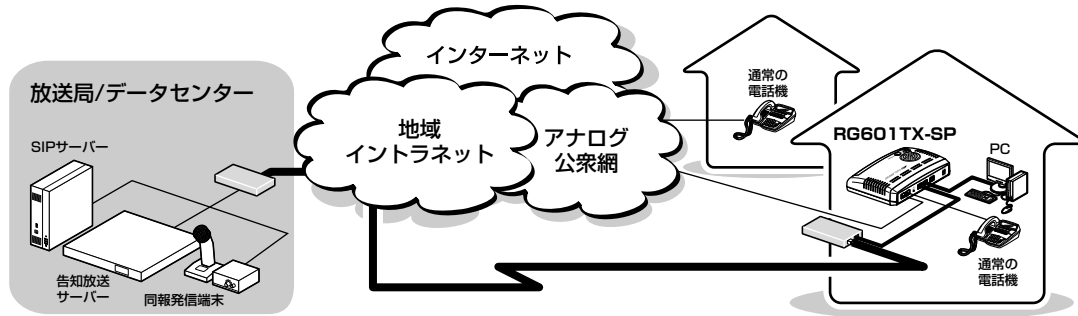 インターネット
放送局/データセンター
地域
イントラネット
アナログ
公衆網
通常の
電話機
RG601TX-SP
PC
SIPサーバー
告知放送
サーバー
同報発信端末
通常の
電話機